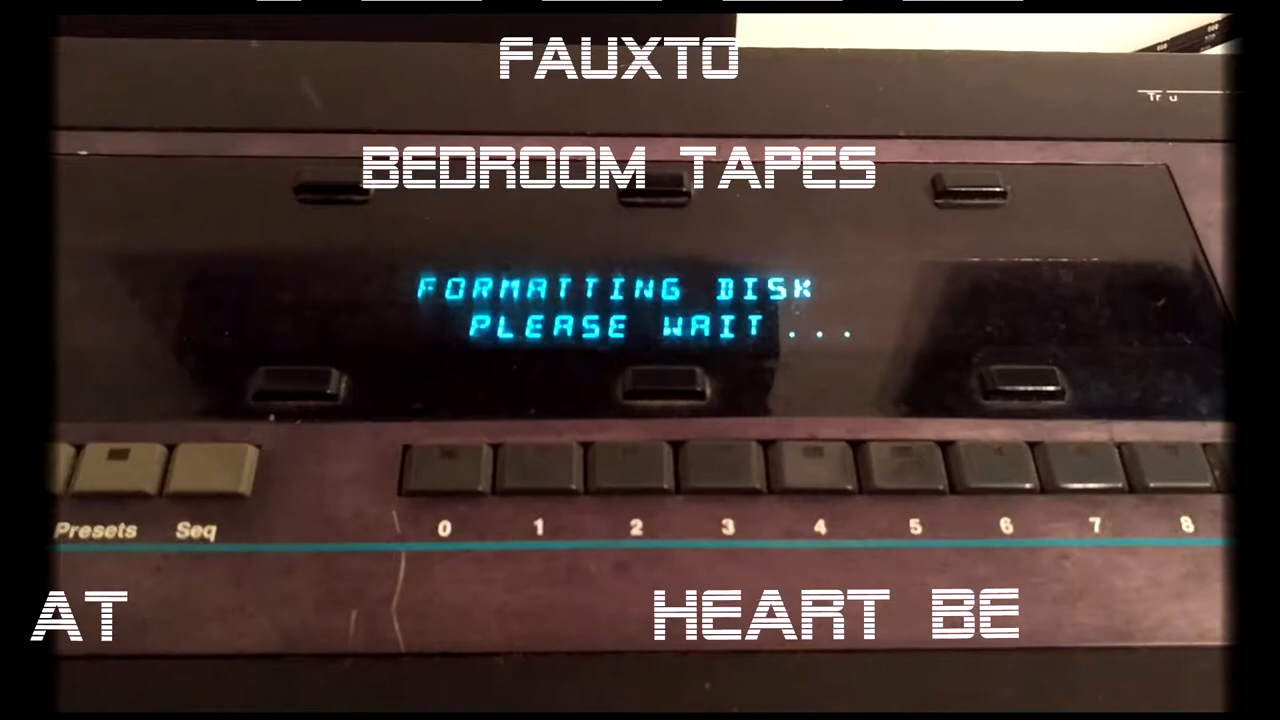 FAUXTO
Tr u
BEDROOM TAPES
FORMATTING DISK
PLEASE WAIT...
Presets Seq 0 1 2 3 4 5 6 7 8
AT HEART BE